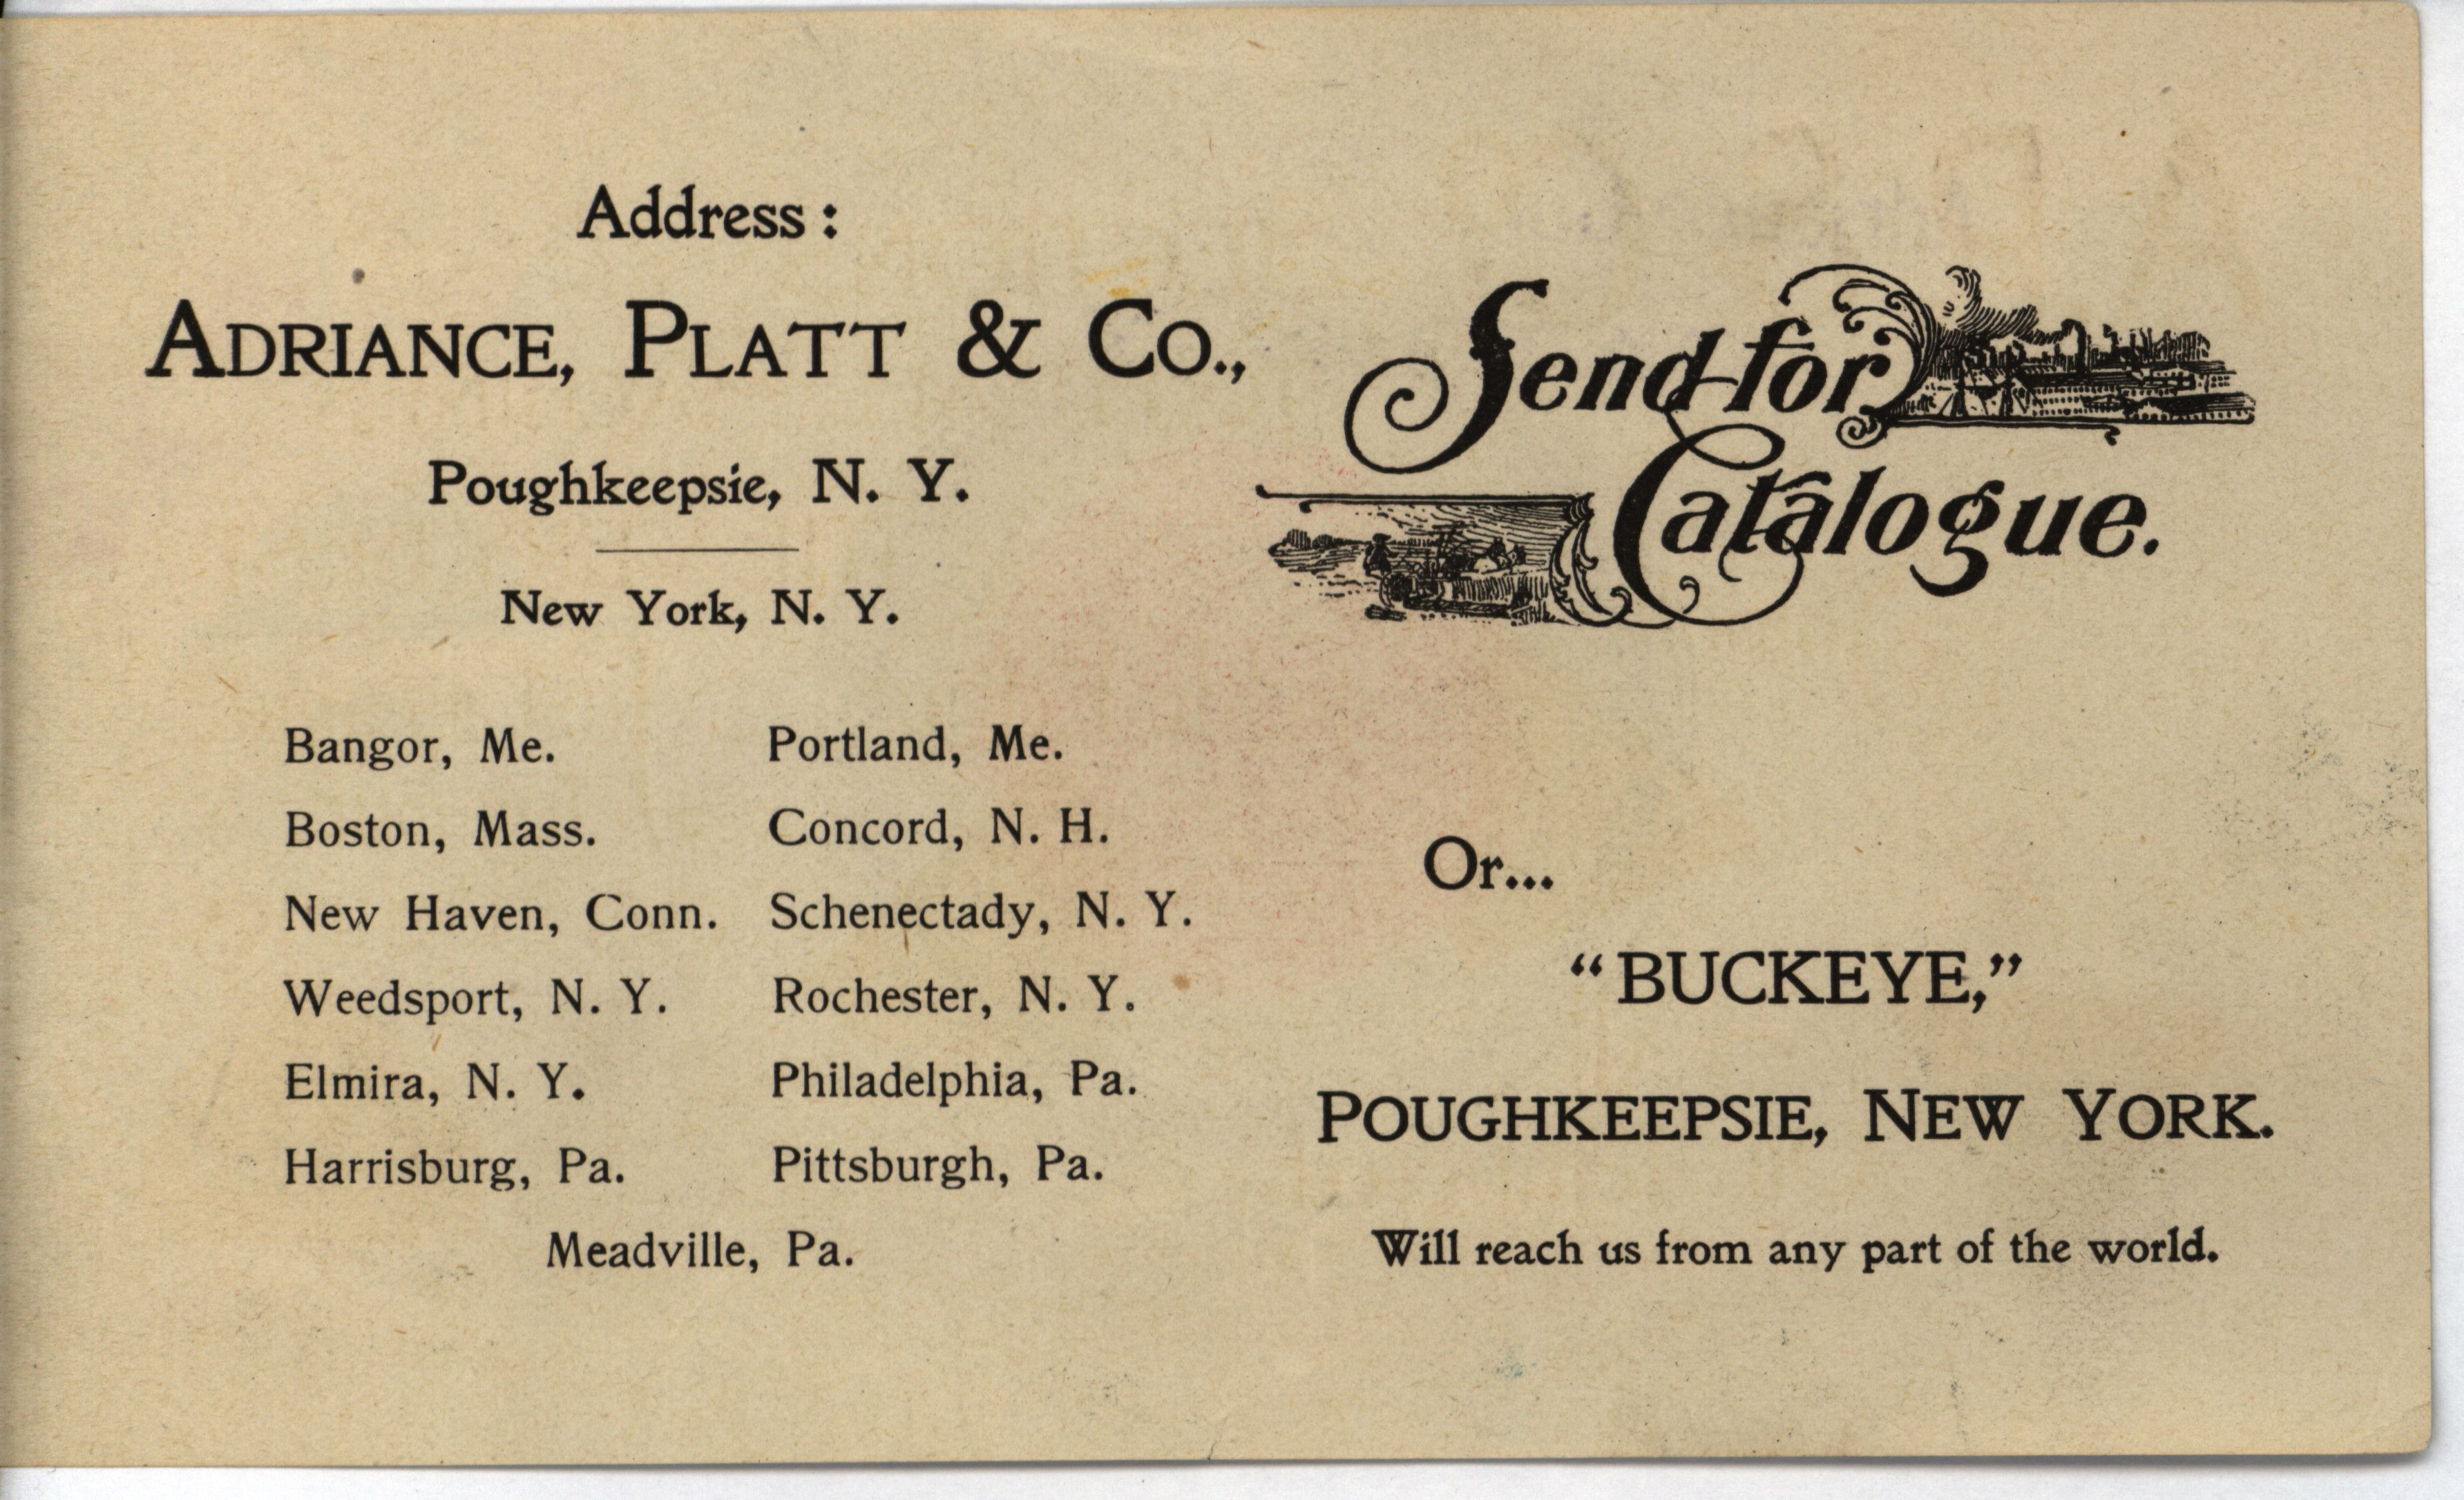 Address :
ADRIANCE, PLATT & CO.,
Poughkeepsie, N. Y.
New York, N. Y.
Bangor, Me.
Portland, Me.
Boston, Mass.
Concord, N. H.
New Haven, Conn.
Schenectady, N. Y.
Weedsport, N. Y.
Rochester, N. Y.
Elmira, N. Y.
Philadelphia, Pa.
Harrisburg, Pa.
Pittsburgh, Pa.
Meadville, Pa.
Send for
Catalogue.
Or...
“BUCKEYE,”
POUGHKEEPSIE, NEW YORK.
Will reach us from any part of the world.